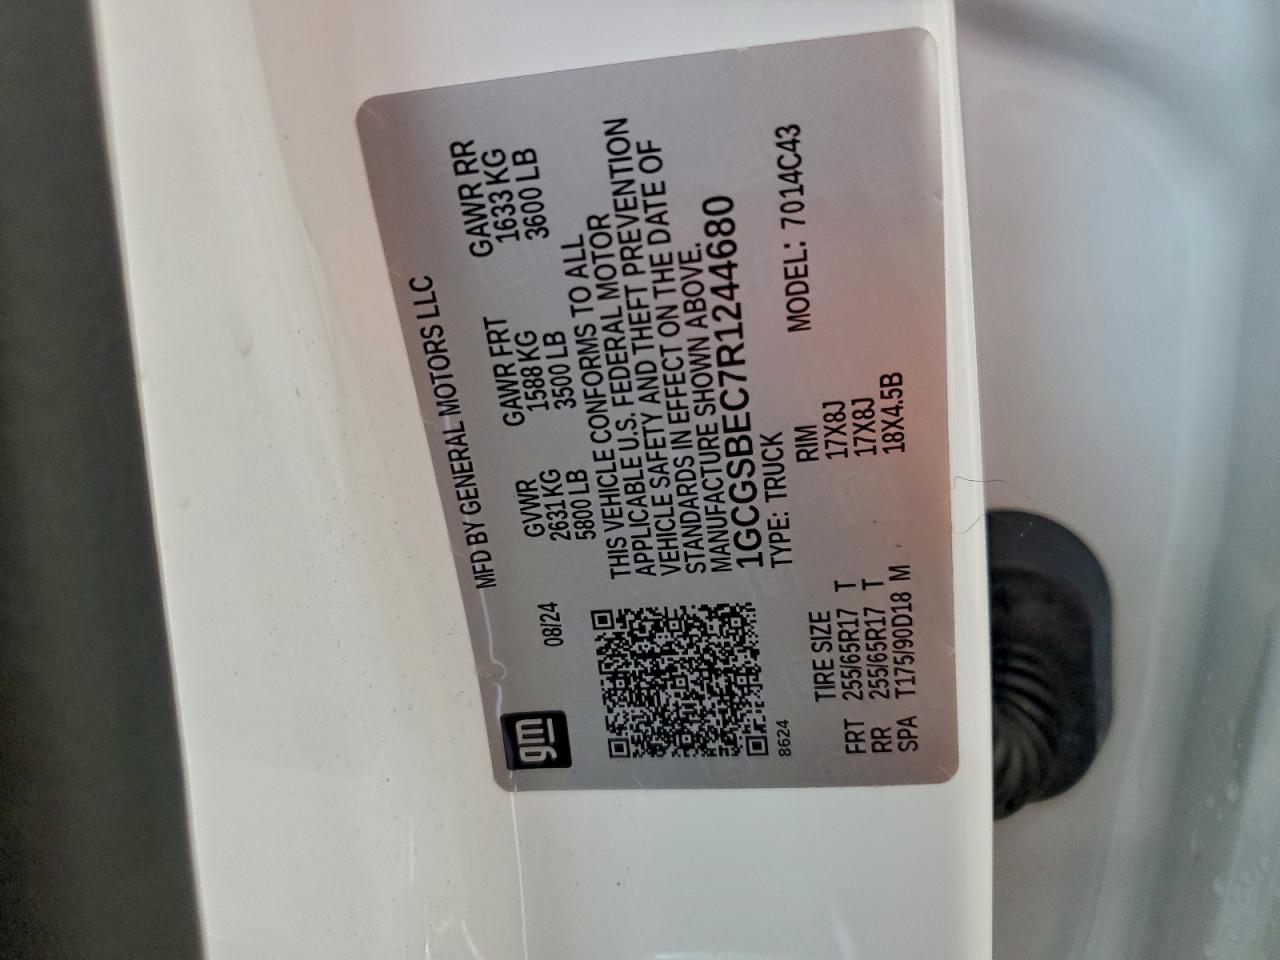 gm
MFD BY GENERAL MOTORS LLC
08/24
GVWR GAWR FRT GAWR RR
2631 KG 1588 KG 1633 KG
5800 LB 3500 LB 3600 LB
THIS VEHICLE CONFORMS TO ALL
APPLICABLE U.S. FEDERAL MOTOR
VEHICLE SAFETY AND THEFT PREVENTION
STANDARDS IN EFFECT ON THE DATE OF
MANUFACTURE SHOWN ABOVE.
1GCGSBEC7R1244680
8624
TYPE: TRUCK MODEL: 7014C43
TIRE SIZE RIM
FRT 255/65R17 T 17X8J
RR 255/65R17 T 17X8J
SPA T175/90D18 M 18X4.5B